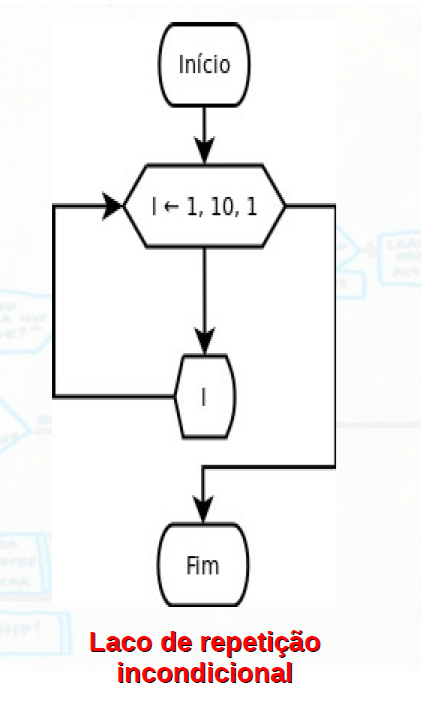 Início
I ← 1, 10, 1
I
Fim
Laco de repetição
incondicional